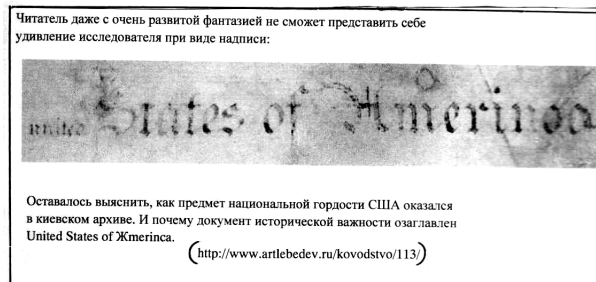 Читатель даже с очень развитой фантазией не сможет представить себе
удивление исследователя при виде надписи:
united States of Жmerinca
Оставалось выяснить, как предмет национальной гордости США оказался
в киевском архиве. И почему документ исторической важности озаглавлен
United States of Жmerinca.
(http://www.artlebedev.ru/kovodstvo/113/)